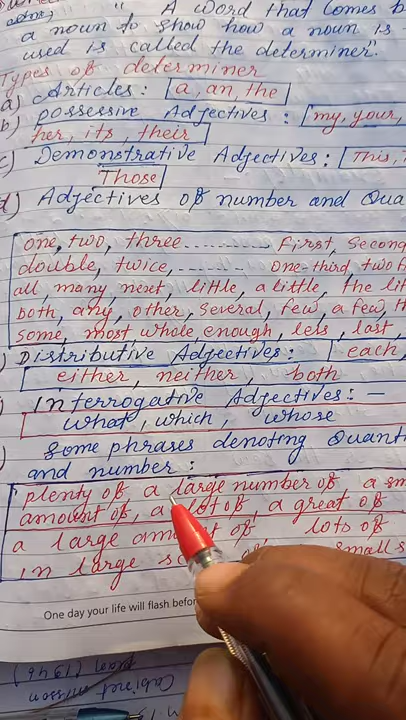 "A word that comes b
a noun to show how a noun is
used is called the determiner".
Types of determiner
a) Articles : a, an, the
b) possessive Adjectives : my, your,
her, its, their
c) Demonstrative Adjectives : This,
Those
d) Adjectives of number and Qua
one, two, three ......... First, Second
double, twice, ....... one-third, two f
all, many, next, little, a little, the lit
both, any, other, several, few, a few, t
some, most whole, enough, less, last,
) Distributive Adjectives : each,
either, neither, both
Interrogative Adjectives : –
what, which, whose
some phrases denoting Quant
and number :
plenty of, a large number of, a sm
amount of, a lot of, a great of
a large amount of lots of
in large small s
One day your life will flash befor
plan (1946)
Cabinet mission